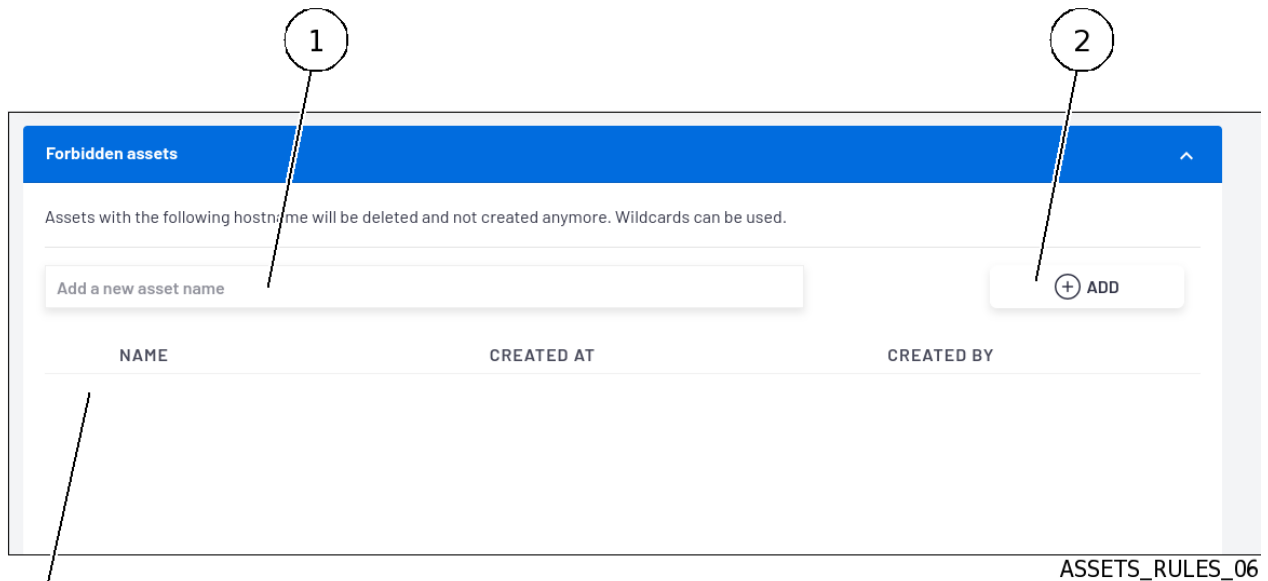 1
2
Forbidden assets
Assets with the following hostname will be deleted and not created anymore. Wildcards can be used.
Add a new asset name
ADD
NAME CREATED AT CREATED BY
ASSETS_RULES_06